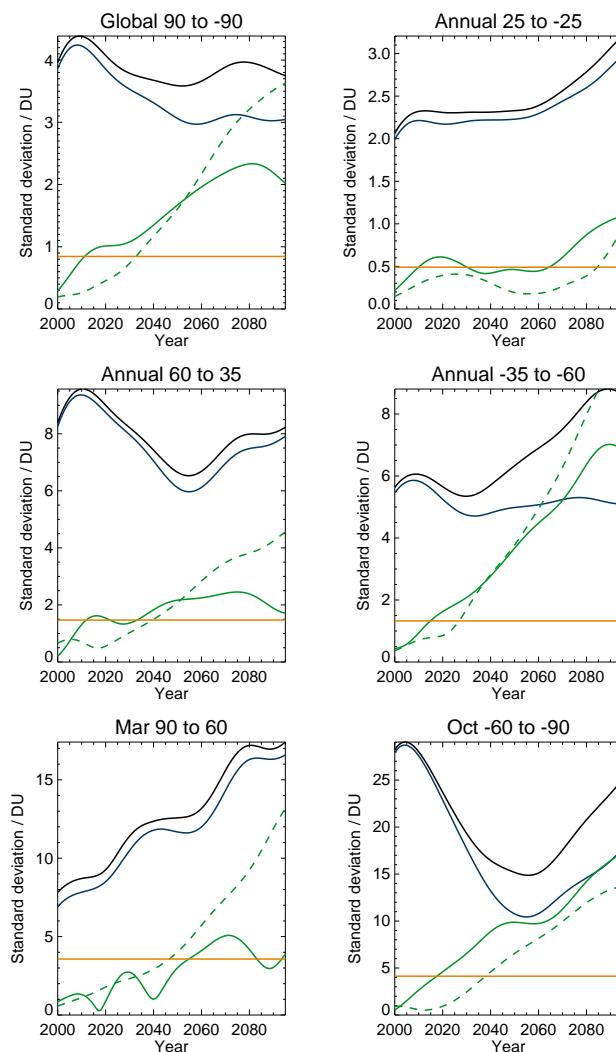 Global 90 to -90
Standard deviation / DU
4
3
2
1
0
2000 2020 2040 2060 2080
Year
Annual 25 to -25
Standard deviation / DU
3.0
2.5
2.0
1.5
1.0
0.5
0.0
2000 2020 2040 2060 2080
Year
Annual 60 to 35
Standard deviation / DU
8
6
4
2
0
2000 2020 2040 2060 2080
Year
Annual -35 to -60
Standard deviation / DU
8
6
4
2
0
2000 2020 2040 2060 2080
Year
Mar 90 to 60
Standard deviation / DU
15
10
5
0
2000 2020 2040 2060 2080
Year
Oct -60 to -90
Standard deviation / DU
25
20
15
10
5
0
2000 2020 2040 2060 2080
Year